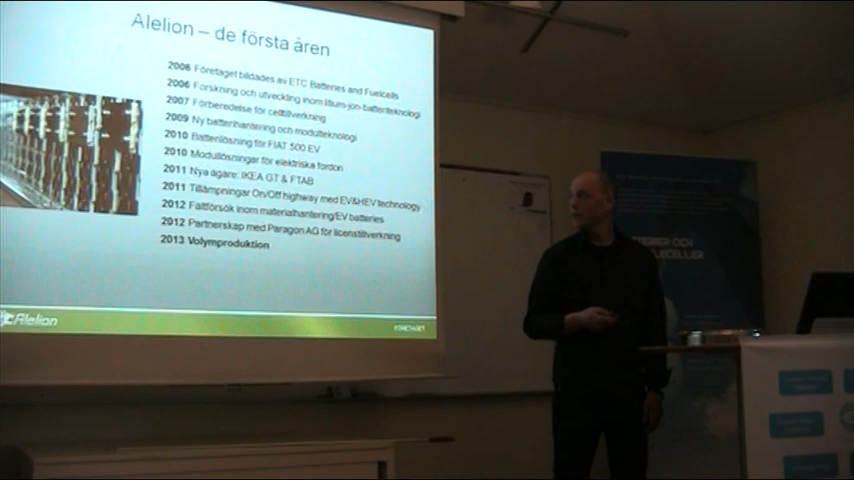 Alelion – de första åren
2006 Företaget bildades av ETC Batteries and Fuelcells
2006 Forskning och utveckling inom litium-jon-batteriteknologi
2007 Förberedelse för celltillverkning
2009 Ny batterihantering och modulteknologi
2010 Batterilösning för FIAT 500 EV
2010 Modullösningar för elektriska fordon
2011 Nya ägare: IKEA GT & FTAB
2011 Tillämpningar On/Off highway med EV&HEV technology
2012 Fältförsök inom materialhantering/EV batteries
2012 Partnerskap med Paragon AG för licenstillverkning
2013 Volymproduktion
Alelion
FÖRETAGET
OCH